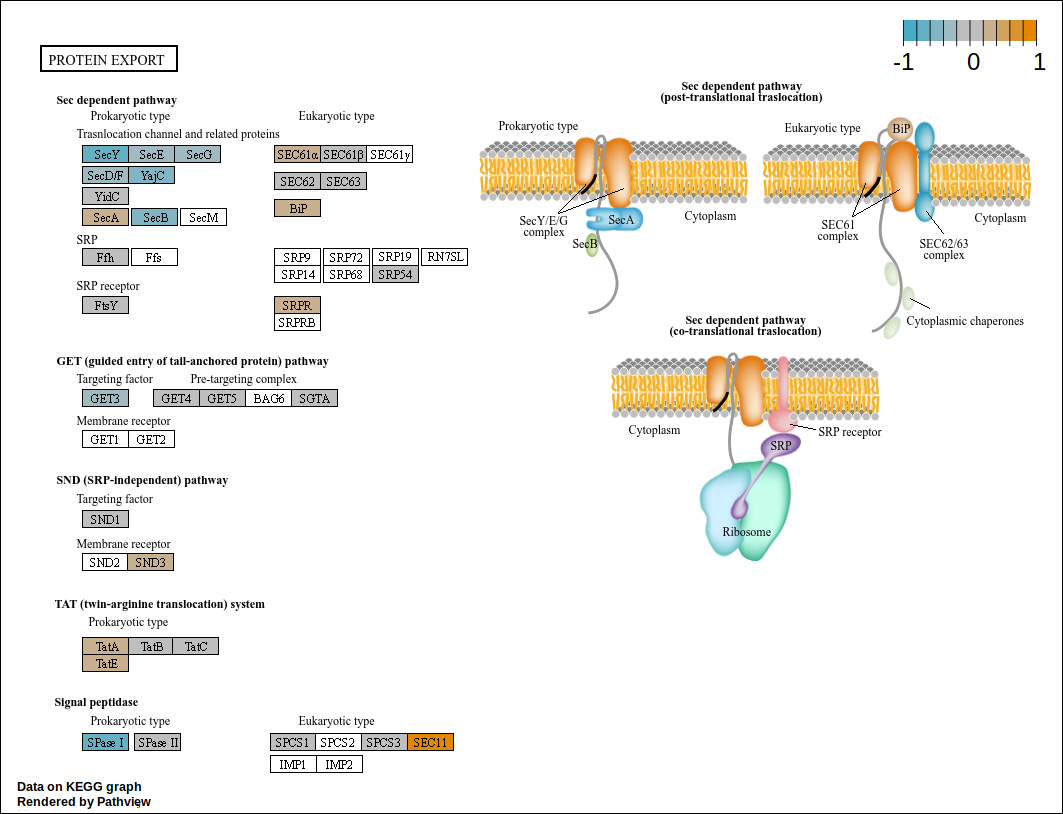 -1 0 1
PROTEIN EXPORT
Sec dependent pathway
Prokaryotic type
Eukaryotic type
Trasnlocation channel and related proteins
SecY SecE SecG
SEC61α SEC61β SEC61γ
SecD/F YajC
SEC62 SEC63
YidC
BiP
SecA SecB SecM
SRP
Ffh Ffs
SRP9 SRP72 SRP19 RN7SL
SRP14 SRP68 SRP54
SRP receptor
FtsY
SRPR
SRPRB
GET (guided entry of tail-anchored protein) pathway
Targeting factor
Pre-targeting complex
GET3
GET4 GET5 BAG6 SGTA
Membrane receptor
GET1 GET2
SND (SRP-independent) pathway
Targeting factor
SND1
Membrane receptor
SND2 SND3
TAT (twin-arginine translocation) system
Prokaryotic type
TatA TatB TatC
TatE
Signal peptidase
Prokaryotic type
Eukaryotic type
SPase I SPase II
SPCS1 SPCS2 SPCS3 SEC11
IMP1 IMP2
Data on KEGG graph
Rendered by Pathview
Sec dependent pathway
(post-translational traslocation)
Prokaryotic type
SecY/E/G
complex
SecA
SecB
Cytoplasm
Eukaryotic type
BiP
SEC61
complex
SEC62/63
complex
Cytoplasm
Cytoplasmic chaperones
Sec dependent pathway
(co-translational traslocation)
Cytoplasm
SRP receptor
SRP
Ribosome